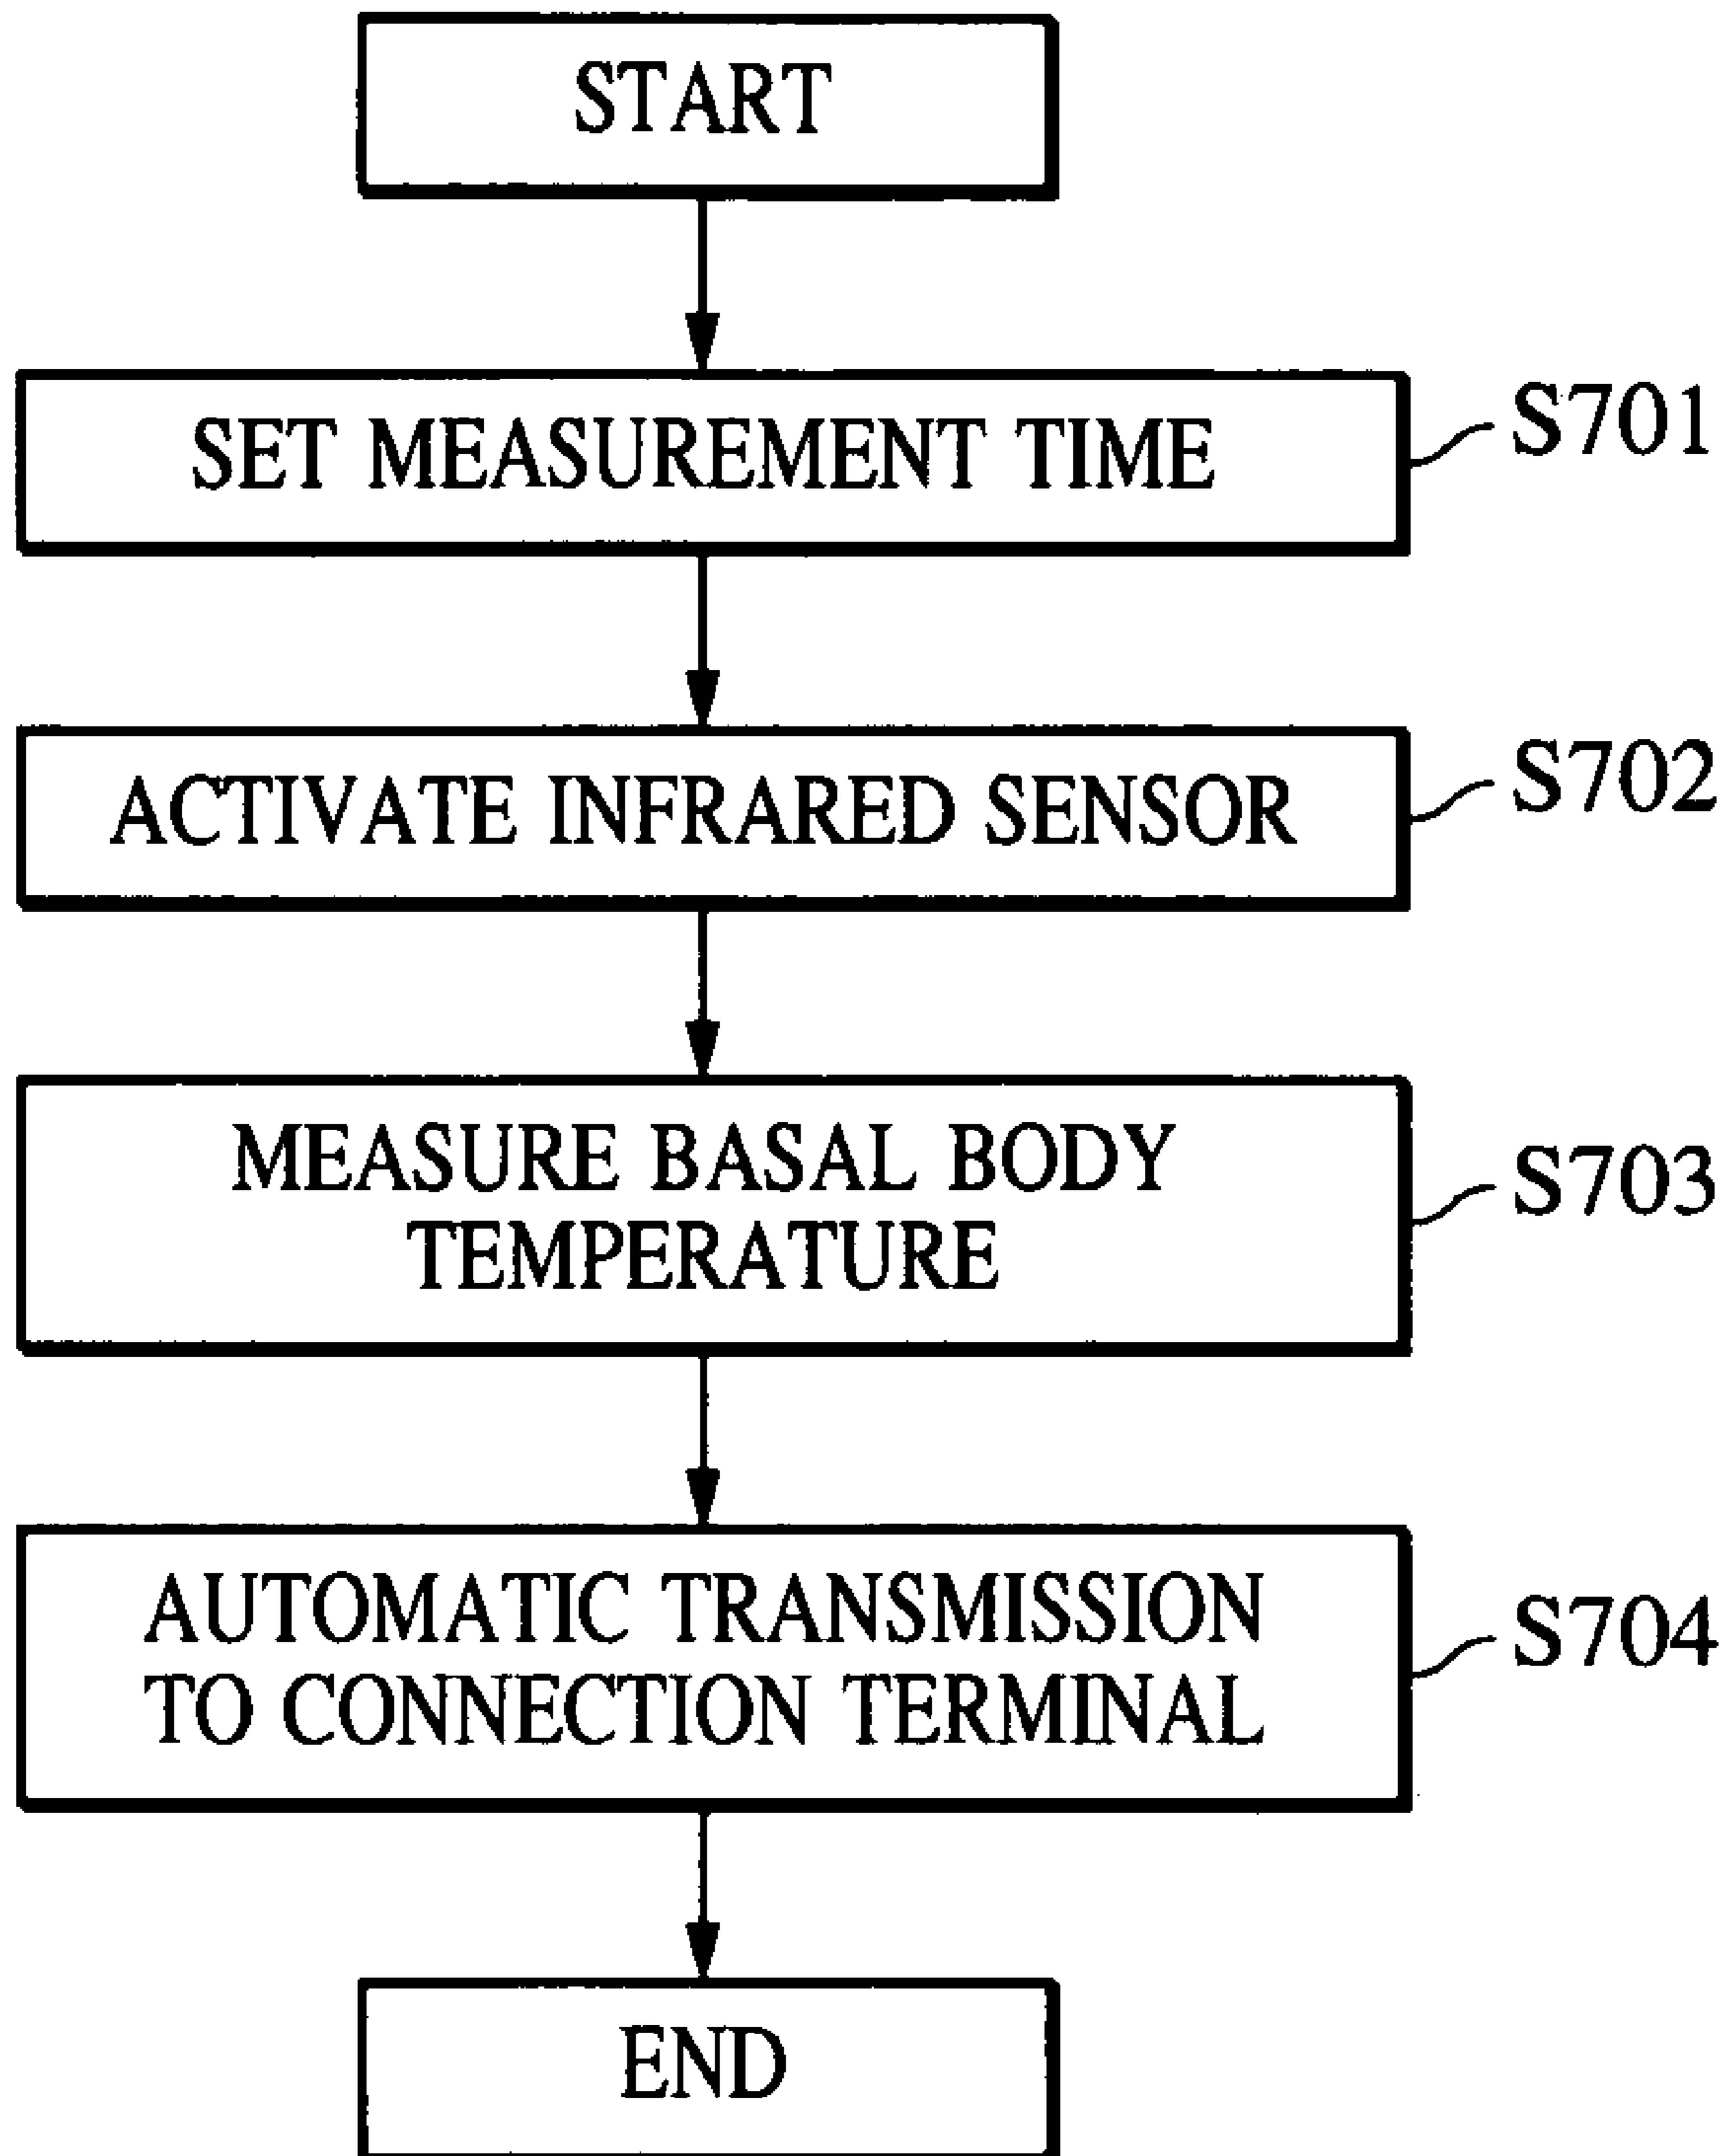 START
SET MEASUREMENT TIME
S701
ACTIVATE INFRARED SENSOR
S702
MEASURE BASAL BODY
TEMPERATURE
S703
AUTOMATIC TRANSMISSION
TO CONNECTION TERMINAL
S704
END